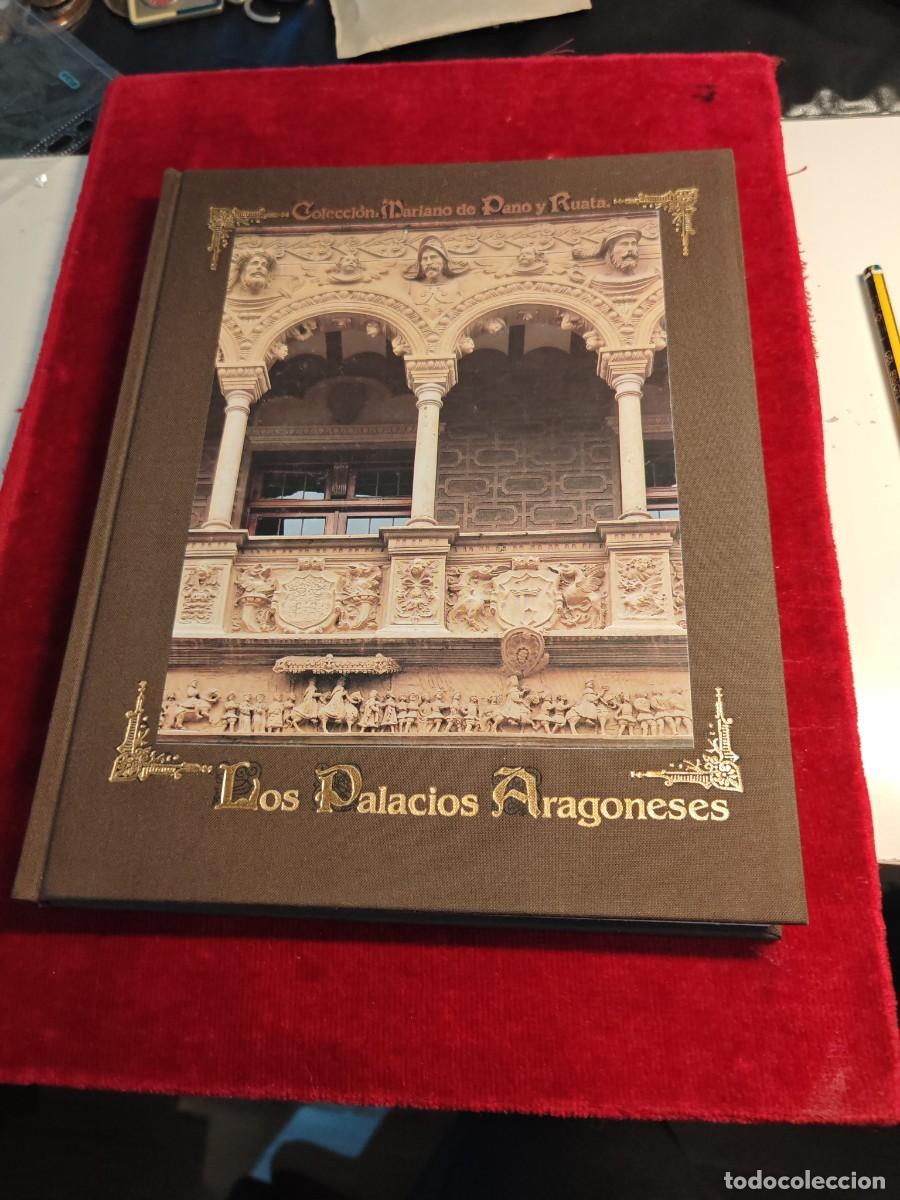 Colección. Mariano de Pano y Ruata.
Los Palacios Aragoneses
todocoleccion